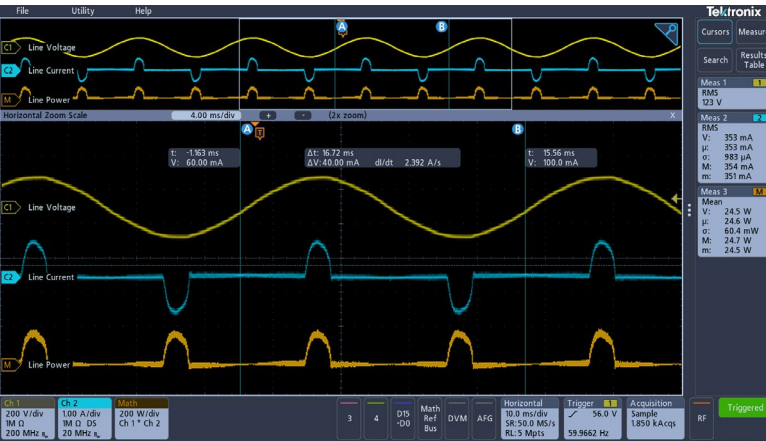 File Utility Help
Tektronix
Cursors Measure
Search Results Table
C1 Line Voltage
C2 Line Current
M Line Power
A
B
Horizontal Zoom Scale 4.00 ms/div + - (2x zoom) X
A T B
t: -1.163 ms
V: 60.00 mA
Δt: 16.72 ms
ΔV: 40.00 mA dI/dt 2.392 A/s
t: 15.56 ms
V: 100.0 mA
C1 Line Voltage
C2 Line Current
M Line Power
Meas 1 1
RMS
123 V
Meas 2 2
RMS
V: 353 mA
μ: 353 mA
σ: 983 μA
M: 354 mA
m: 351 mA
Meas 3 M
Mean
V: 24.5 W
μ: 24.6 W
σ: 60.4 mW
M: 24.7 W
m: 24.5 W
Ch 1
200 V/div
1M Ω
200 MHz
Ch 2
1.00 A/div
1M Ω DS
20 MHz
Math
200 W/div
Ch 1 * Ch 2
3
4
D15
-D0
Math
Ref
Bus
DVM
AFG
Horizontal
10.0 ms/div
SR: 50.0 MS/s
RL: 5 Mpts
Trigger 1
56.0 V
59.9662 Hz
Acquisition
Sample
1.850 kAcqs
RF
Triggered